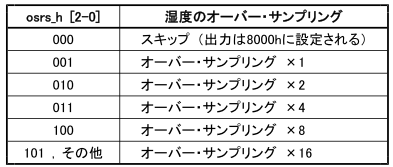 osrs_h [2-0] 湿度のオーバー・サンプリング
000 スキップ（出力は8000hに設定される）
001 オーバー・サンプリング ×1
010 オーバー・サンプリング ×2
011 オーバー・サンプリング ×4
100 オーバー・サンプリング ×8
101 , その他 オーバー・サンプリング ×16